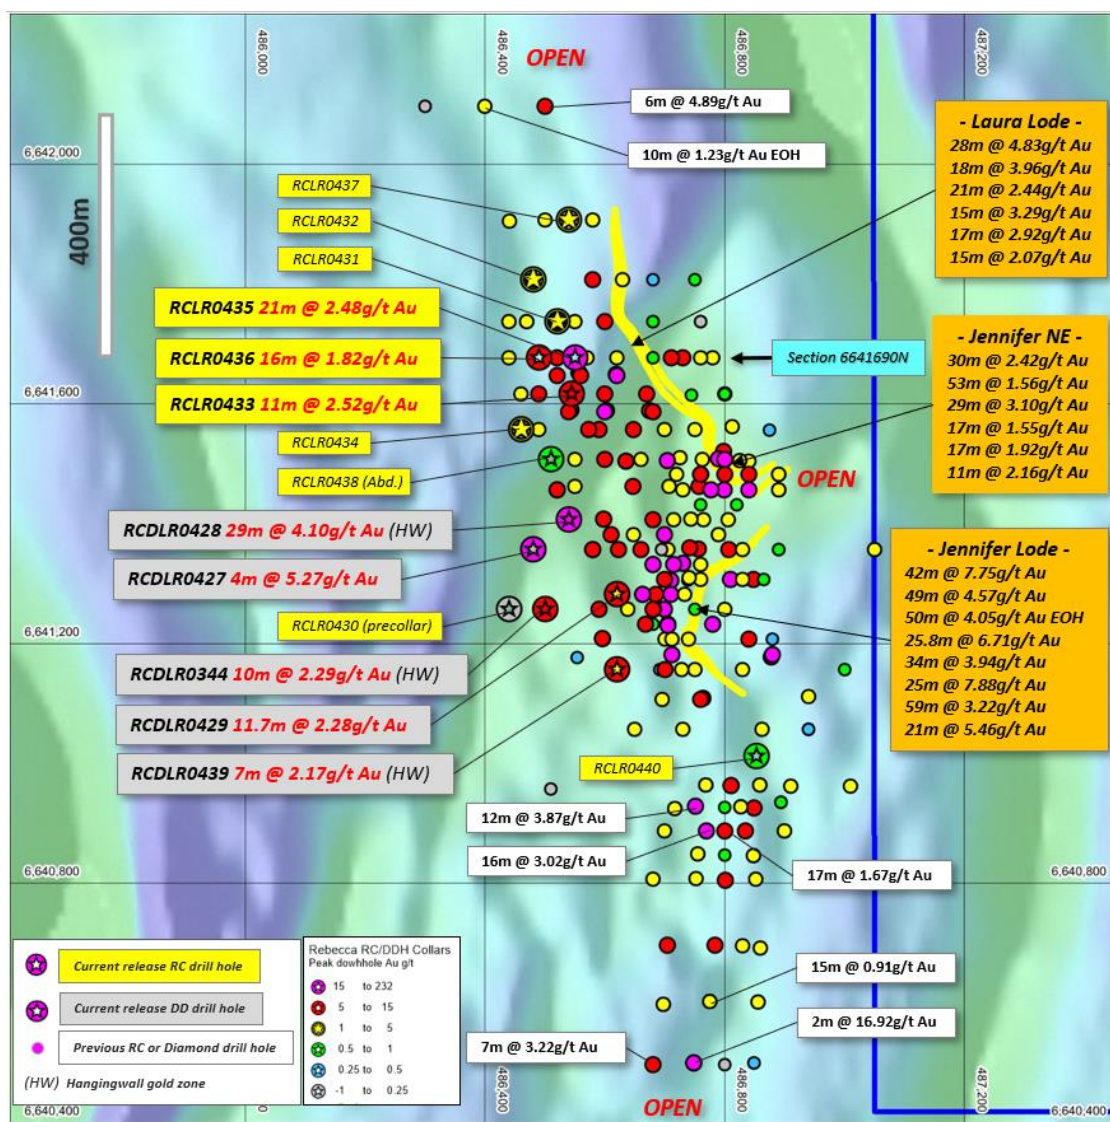 486,000
486,400
486,800
487,200
OPEN
6m @ 4.89g/t Au
10m @ 1.23g/t Au EOH
6,642,000
400m
- Laura Lode -
28m @ 4.83g/t Au
18m @ 3.96g/t Au
21m @ 2.44g/t Au
15m @ 3.29g/t Au
17m @ 2.92g/t Au
15m @ 2.07g/t Au
RCLR0437
RCLR0432
RCLR0431
RCLR0435 21m @ 2.48g/t Au
RCLR0436 16m @ 1.82g/t Au
RCLR0433 11m @ 2.52g/t Au
Section 6641690N
- Jennifer NE -
30m @ 2.42g/t Au
53m @ 1.56g/t Au
29m @ 3.10g/t Au
17m @ 1.55g/t Au
17m @ 1.92g/t Au
11m @ 2.16g/t Au
6,641,600
RCLR0434
RCLR0438 (Abd.)
OPEN
RCDLR0428 29m @ 4.10g/t Au (HW)
RCDLR0427 4m @ 5.27g/t Au
RCLR0430 (precollar)
- Jennifer Lode -
42m @ 7.75g/t Au
49m @ 4.57g/t Au
50m @ 4.05g/t Au EOH
25.8m @ 6.71g/t Au
34m @ 3.94g/t Au
25m @ 7.88g/t Au
59m @ 3.22g/t Au
21m @ 5.46g/t Au
6,641,200
RCDLR0344 10m @ 2.29g/t Au (HW)
RCDLR0429 11.7m @ 2.28g/t Au
RCDLR0439 7m @ 2.17g/t Au (HW)
RCLR0440
12m @ 3.87g/t Au
16m @ 3.02g/t Au
17m @ 1.67g/t Au
6,640,800
6,640,800
15m @ 0.91g/t Au
2m @ 16.92g/t Au
7m @ 3.22g/t Au
OPEN
Current release RC drill hole
Current release DD drill hole
Previous RC or Diamond drill hole
(HW) Hangingwall gold zone
Rebecca RC/DDH Collars
Peak dowhhole Au g/t
15 to 232
5 to 15
1 to 5
0.5 to 1
0.25 to 0.5
-1 to 0.25
6,640,400
486,000
486,400
486,800
487,200
6,640,400